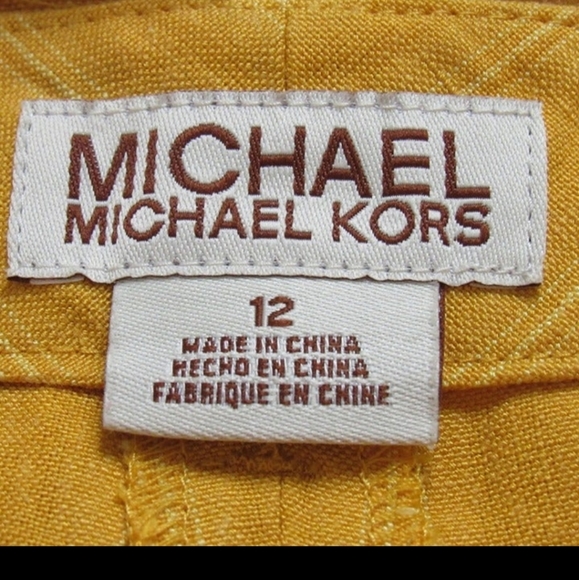 MICHAEL
MICHAEL KORS
12
MADE IN CHINA
HECHO EN CHINA
FABRIQUE EN CHINE